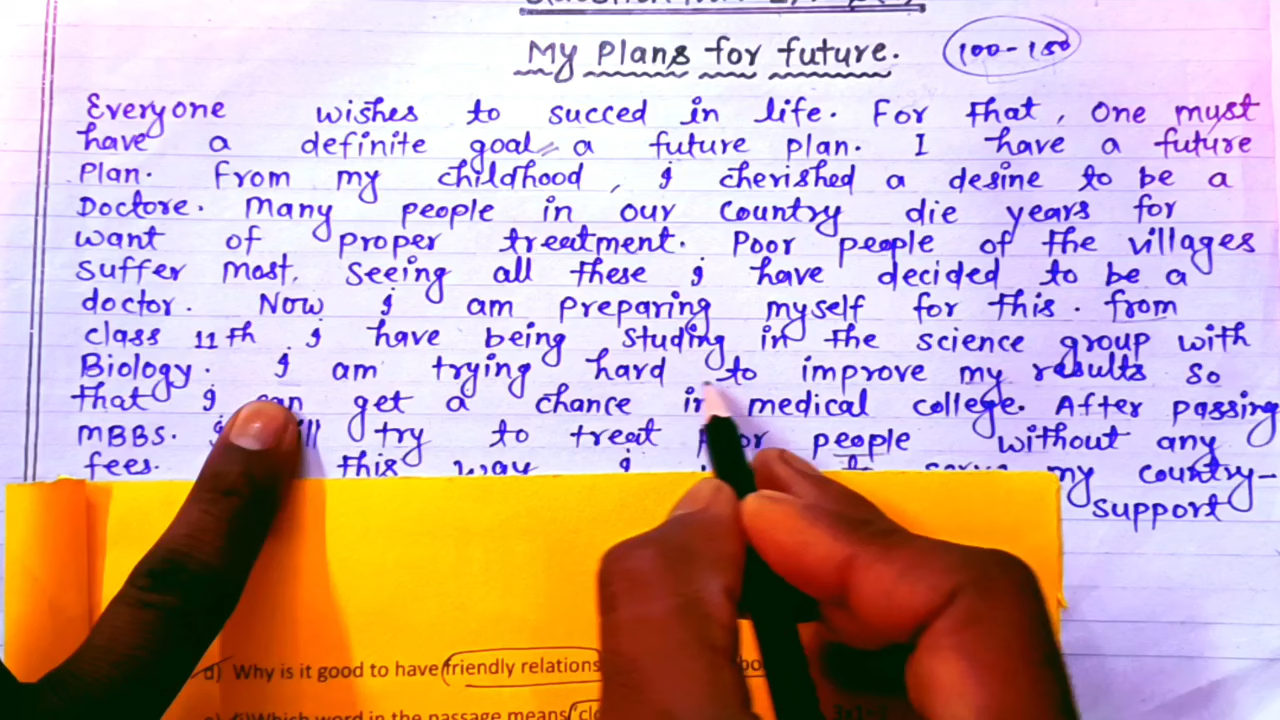 My Plans for future. 100-150
Everyone wishes to succed in life. For that, one must
have a definite goal, a future plan. I have a future
Plan. From my childhood, I cherished a desine to be a
Doctore. Many people in our country die years for
want of proper treatment. Poor people of the villages
suffer most. Seeing all these I have decided to be a
doctor. Now I am preparing myself for this. From
class 11th I have being studing in the science group with
Biology. I am trying hard to improve my results so
that I can get a chance in medical college. After passing
MBBS. try to treat people without any
fees. this way I my country-
support
d) Why is it good to have friendly relations
word in the passage means